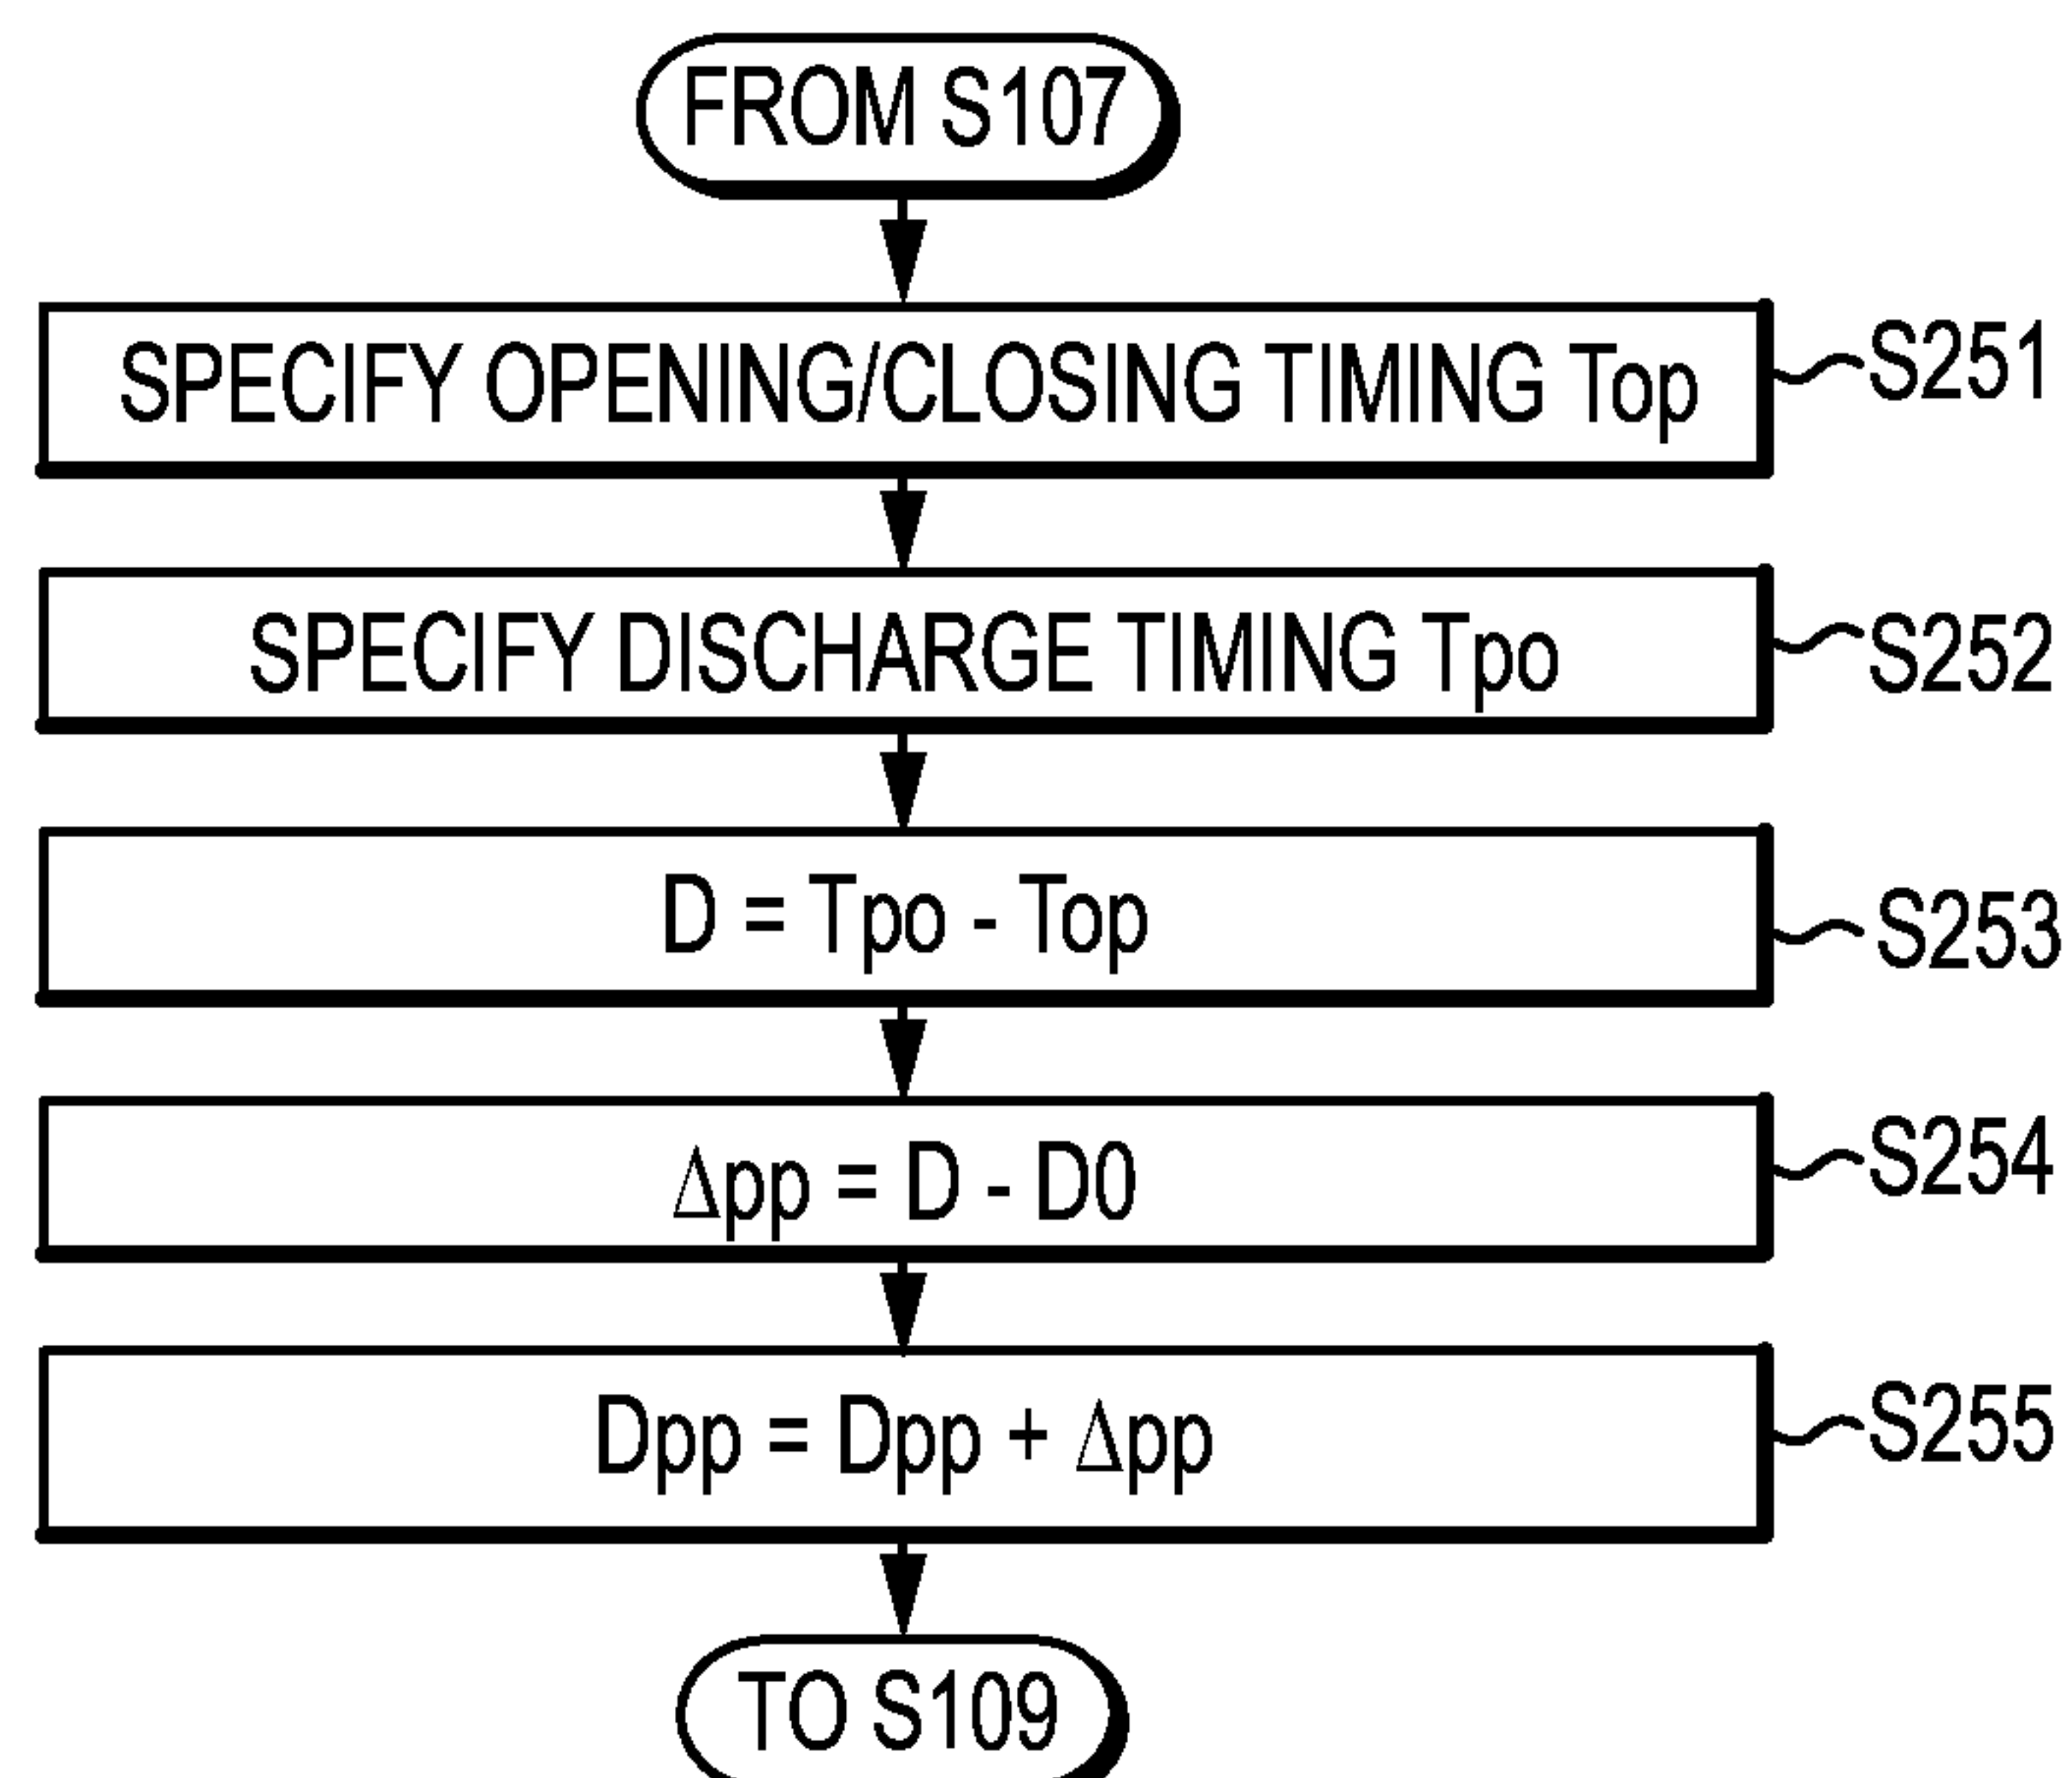 FROM S107
SPECIFY OPENING/CLOSING TIMING Top
S251
SPECIFY DISCHARGE TIMING Tpo
S252
D = Tpo - Top
S253
Δpp = D - D0
S254
Dpp = Dpp + Δpp
S255
TO S109